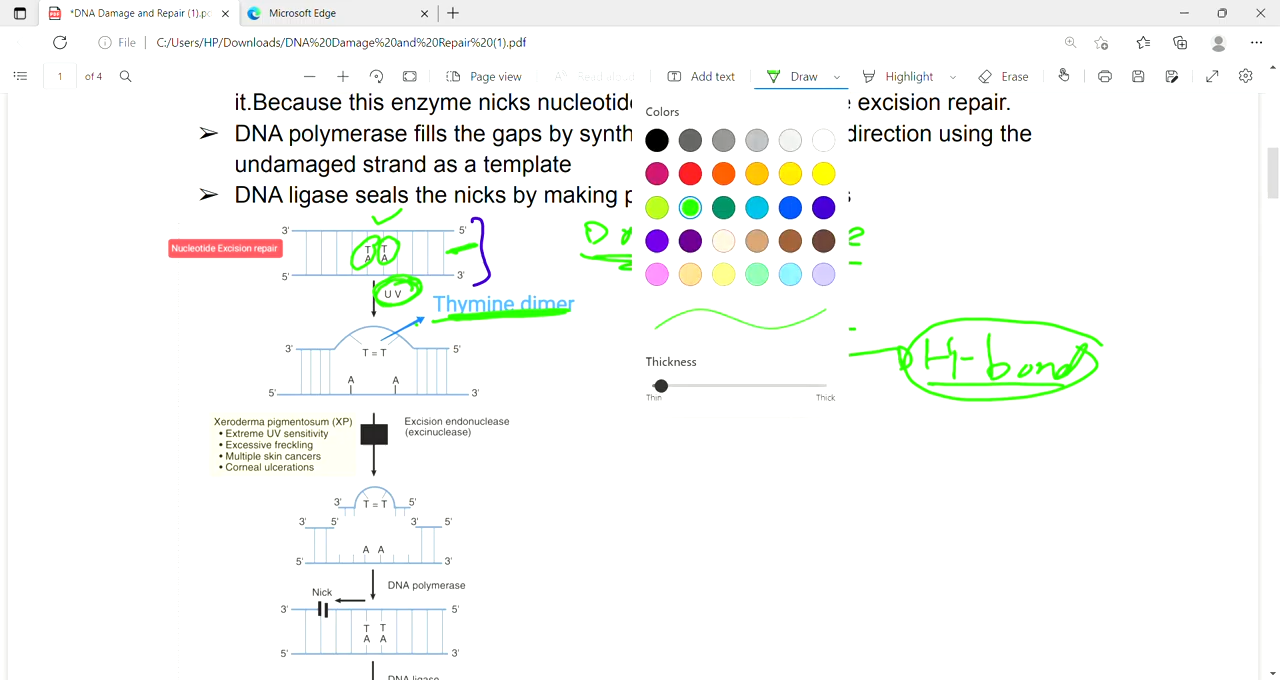 *DNA Damage and Repair (1).pd
Microsoft Edge
File
C:/Users/HP/Downloads/DNA%20Damage%20and%20Repair%20(1).pdf
1 of 4
Page view
Read aloud
Add text
Draw
Highlight
Erase
it.Because this enzyme nicks nucleotide excision repair.
➢ DNA polymerase fills the gaps by synth direction using the
undamaged strand as a template
➢ DNA ligase seals the nicks by making p s
Colors
Thickness
Thin Thick
Nucleotide Excision repair
3' 5'
T T
A A
5' 3'
UV
Thymine dimer
3' T = T 5'
A A
5' 3'
H-bond
Xeroderma pigmentosum (XP)
• Extreme UV sensitivity
• Excessive freckling
• Multiple skin cancers
• Corneal ulcerations
Excision endonuclease
(excinuclease)
3' T = T 5'
3' 5' 3' 5'
A A
5' 3'
DNA polymerase
Nick
3' 5'
T T
A A
5' 3'
DNA ligase